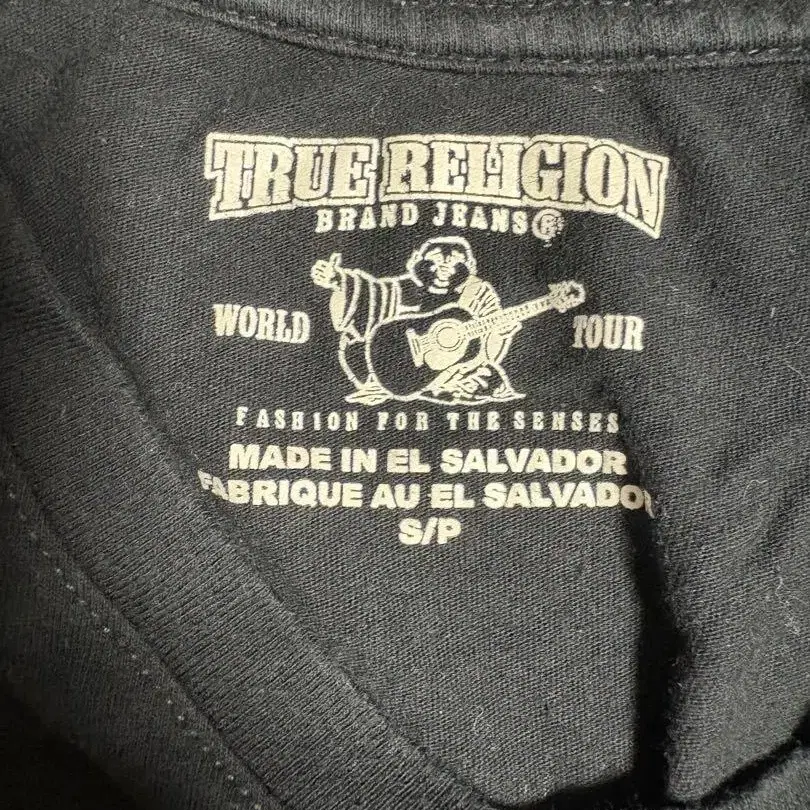 TRUE RELIGION
BRAND JEANS®
WORLD TOUR
FASHION FOR THE SENSES
MADE IN EL SALVADOR
FABRIQUE AU EL SALVADOR
S/P